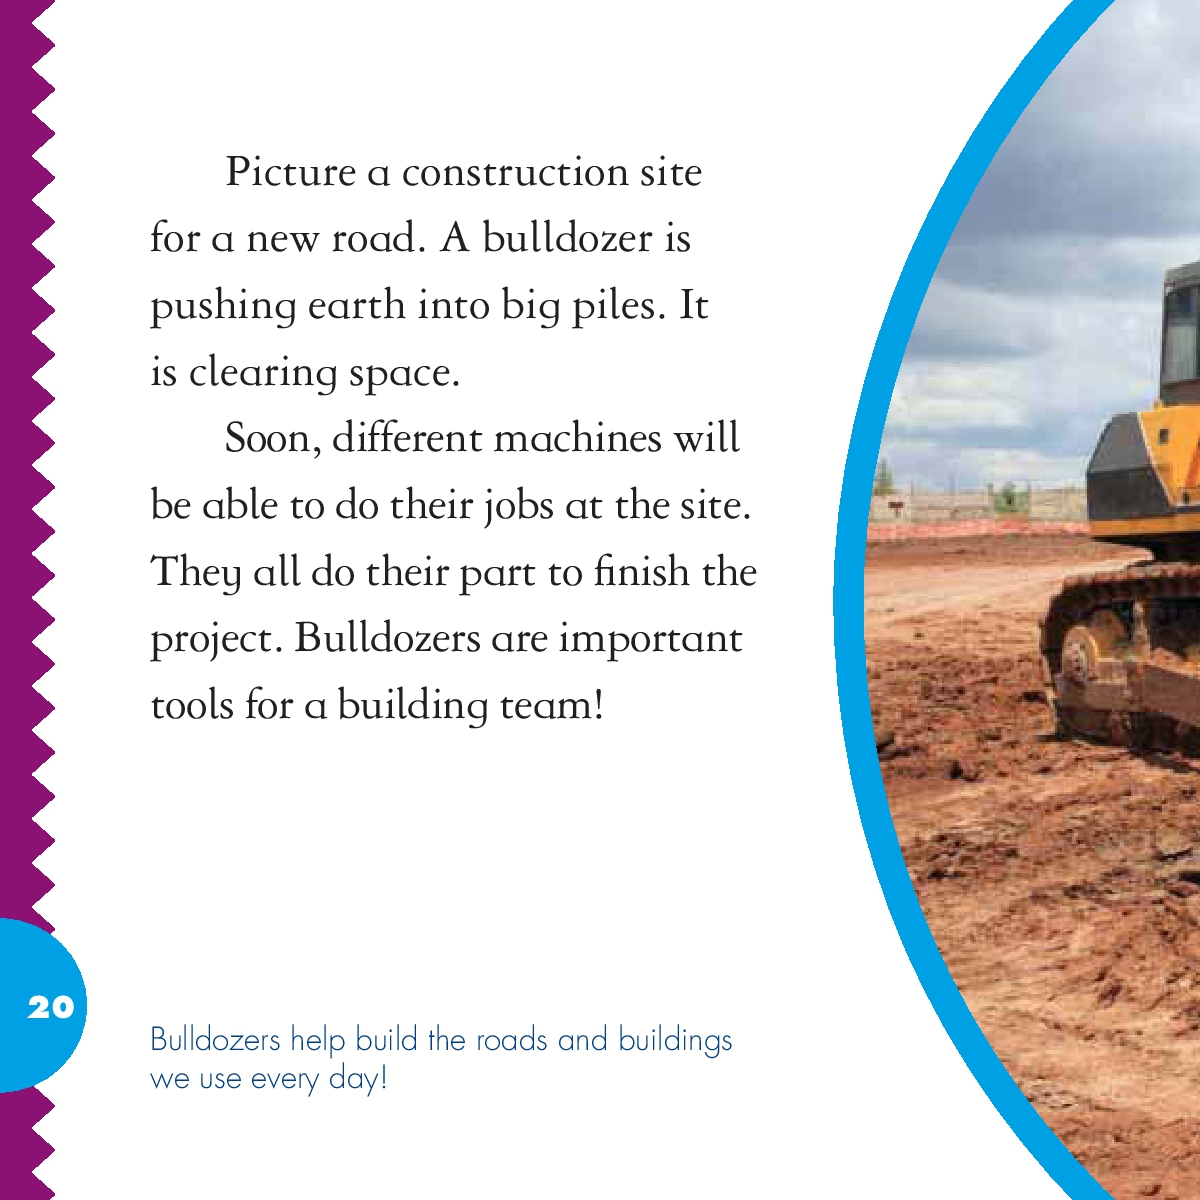 Picture a construction site
for a new road. A bulldozer is
pushing earth into big piles. It
is clearing space.
Soon, different machines will
be able to do their jobs at the site.
They all do their part to finish the
project. Bulldozers are important
tools for a building team!
20
Bulldozers help build the roads and buildings
we use every day!